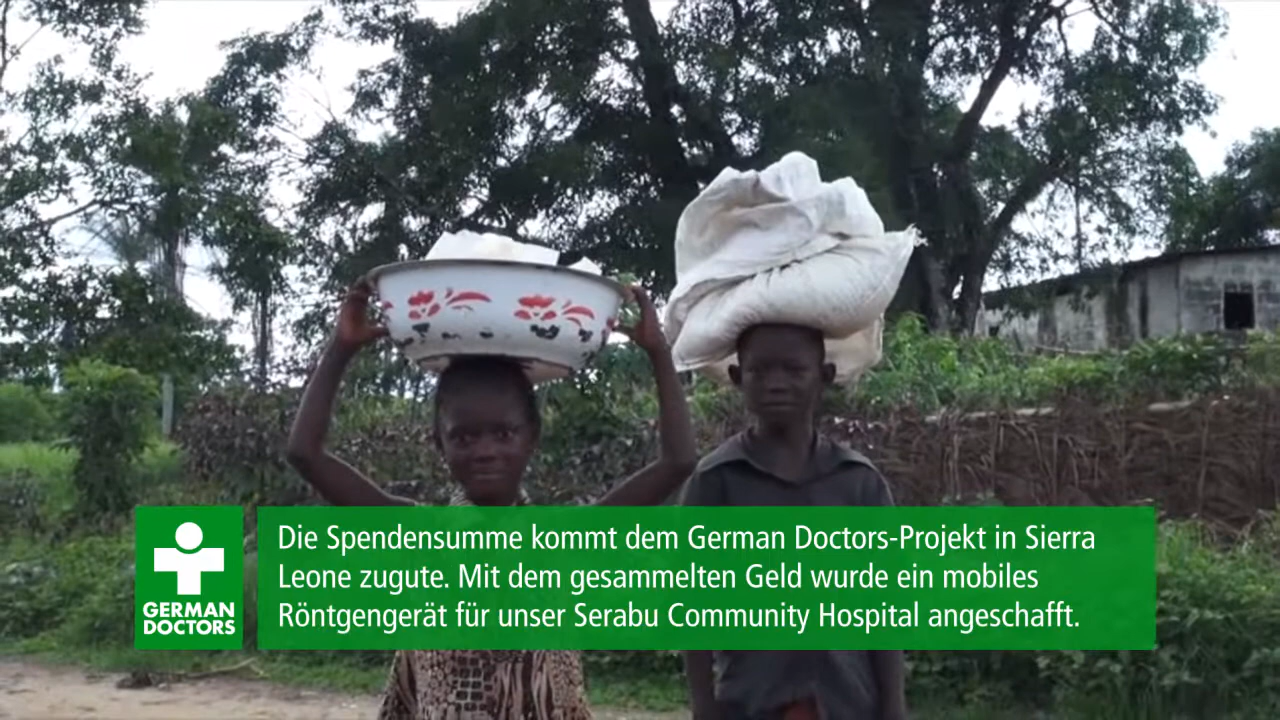 GERMAN
DOCTORS
Die Spendensumme kommt dem German Doctors-Projekt in Sierra
Leone zugute. Mit dem gesammelten Geld wurde ein mobiles
Röntgengerät für unser Serabu Community Hospital angeschafft.